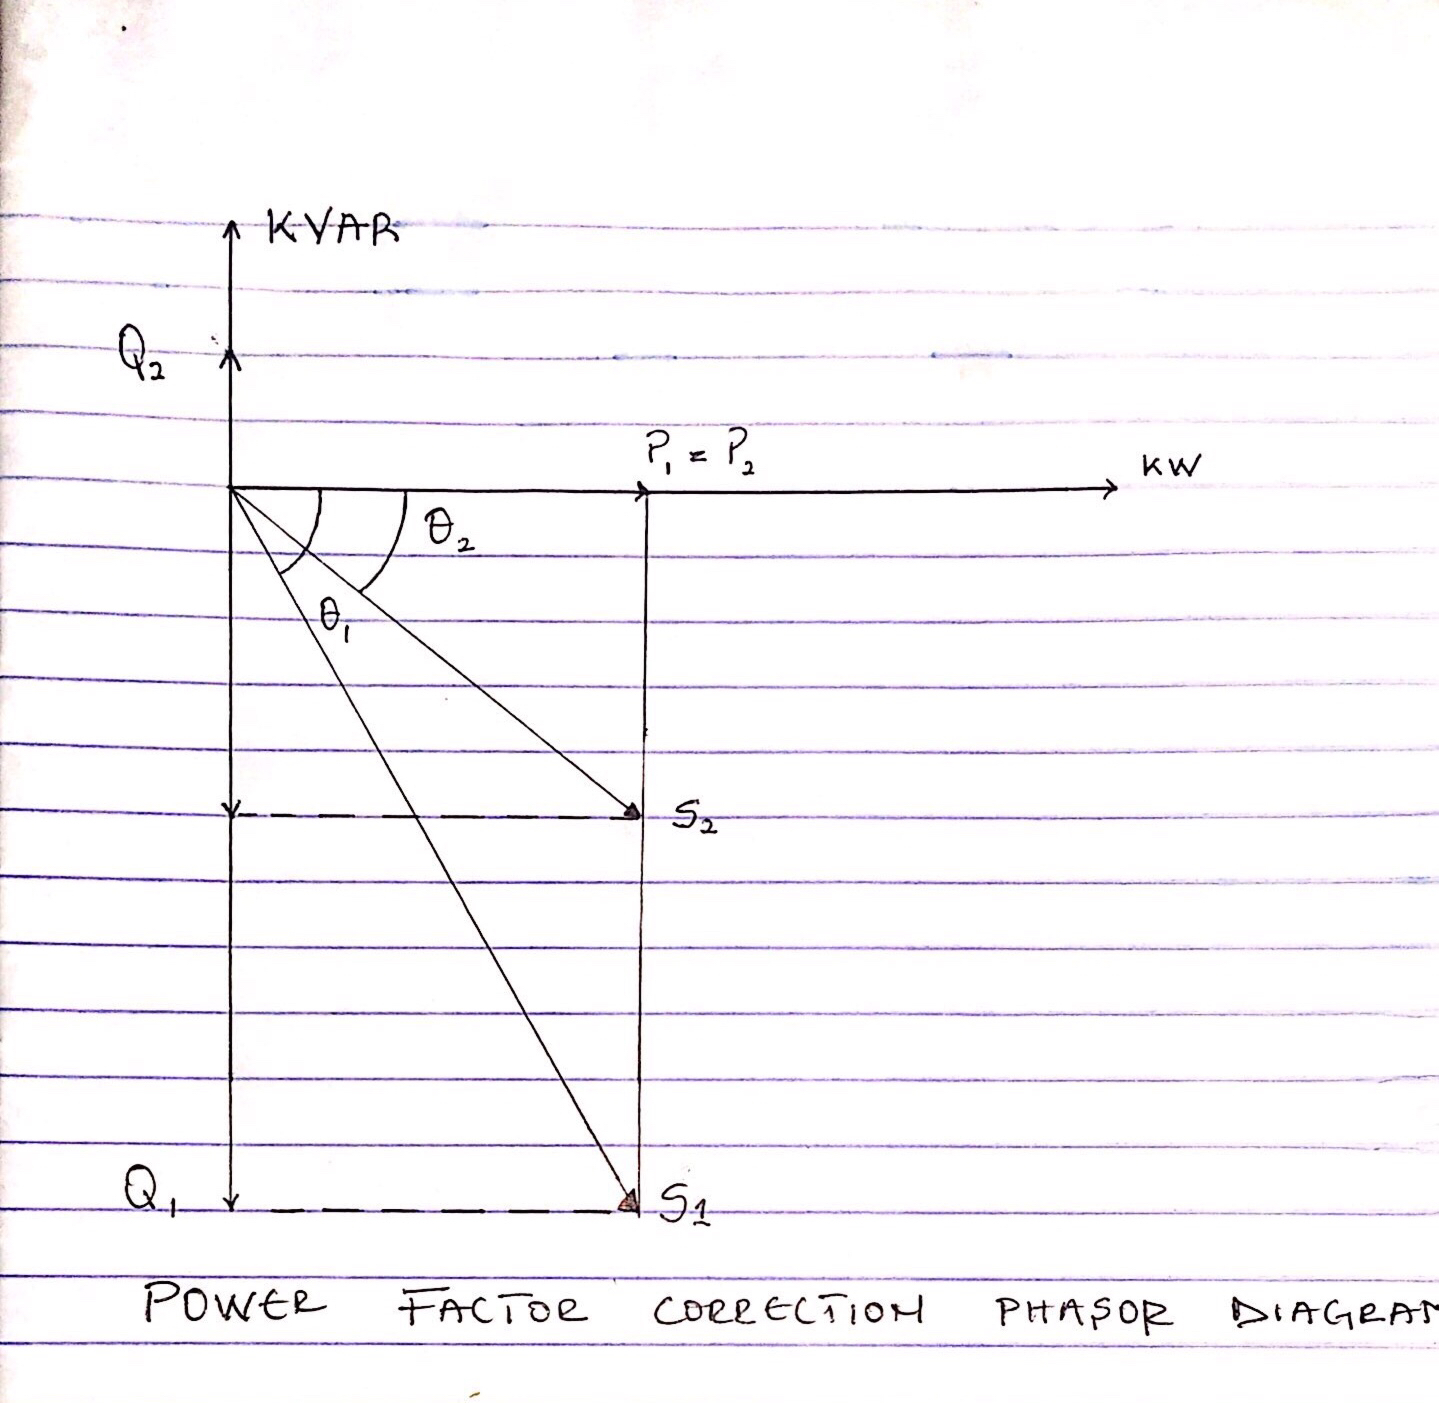 KVAR
Q₂
P₁ = P₂
KW
θ₂
θ₁
S₂
Q₁
S1
POWER FACTOR CORRECTION PHASOR DIAGRAM